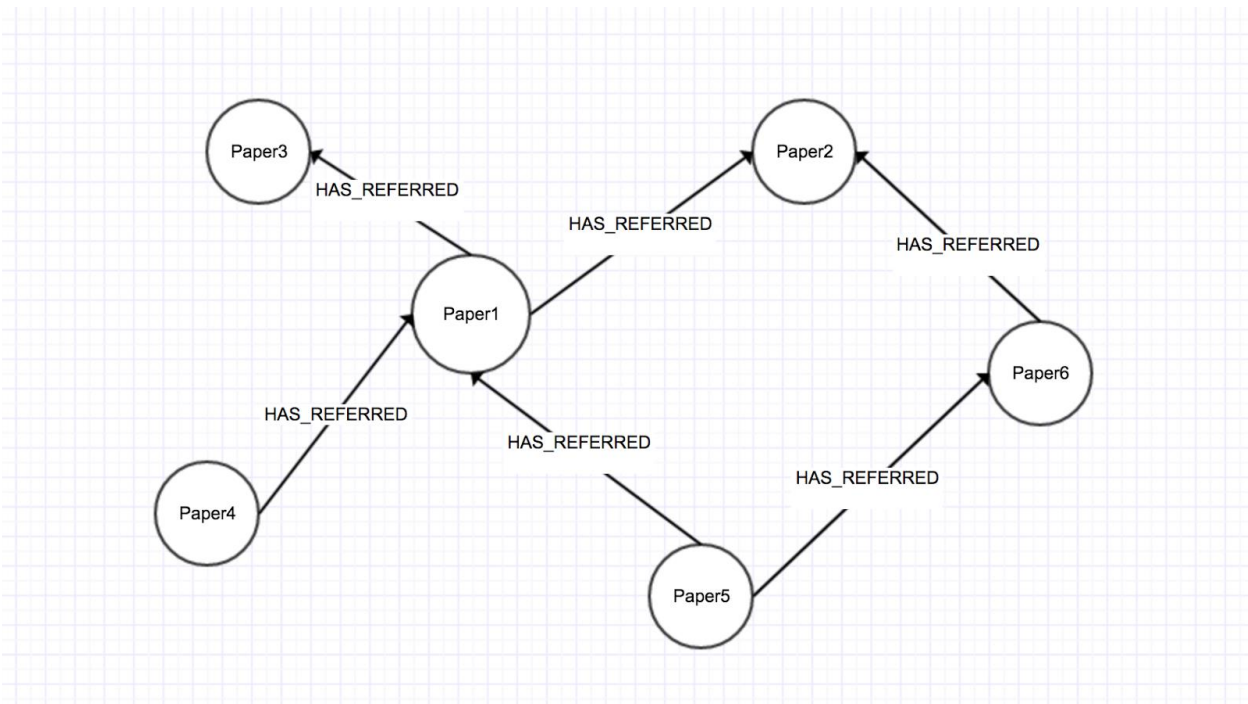 Paper3
Paper2
HAS_REFERRED
HAS_REFERRED
HAS_REFERRED
Paper1
Paper6
HAS_REFERRED
HAS_REFERRED
HAS_REFERRED
Paper4
Paper5